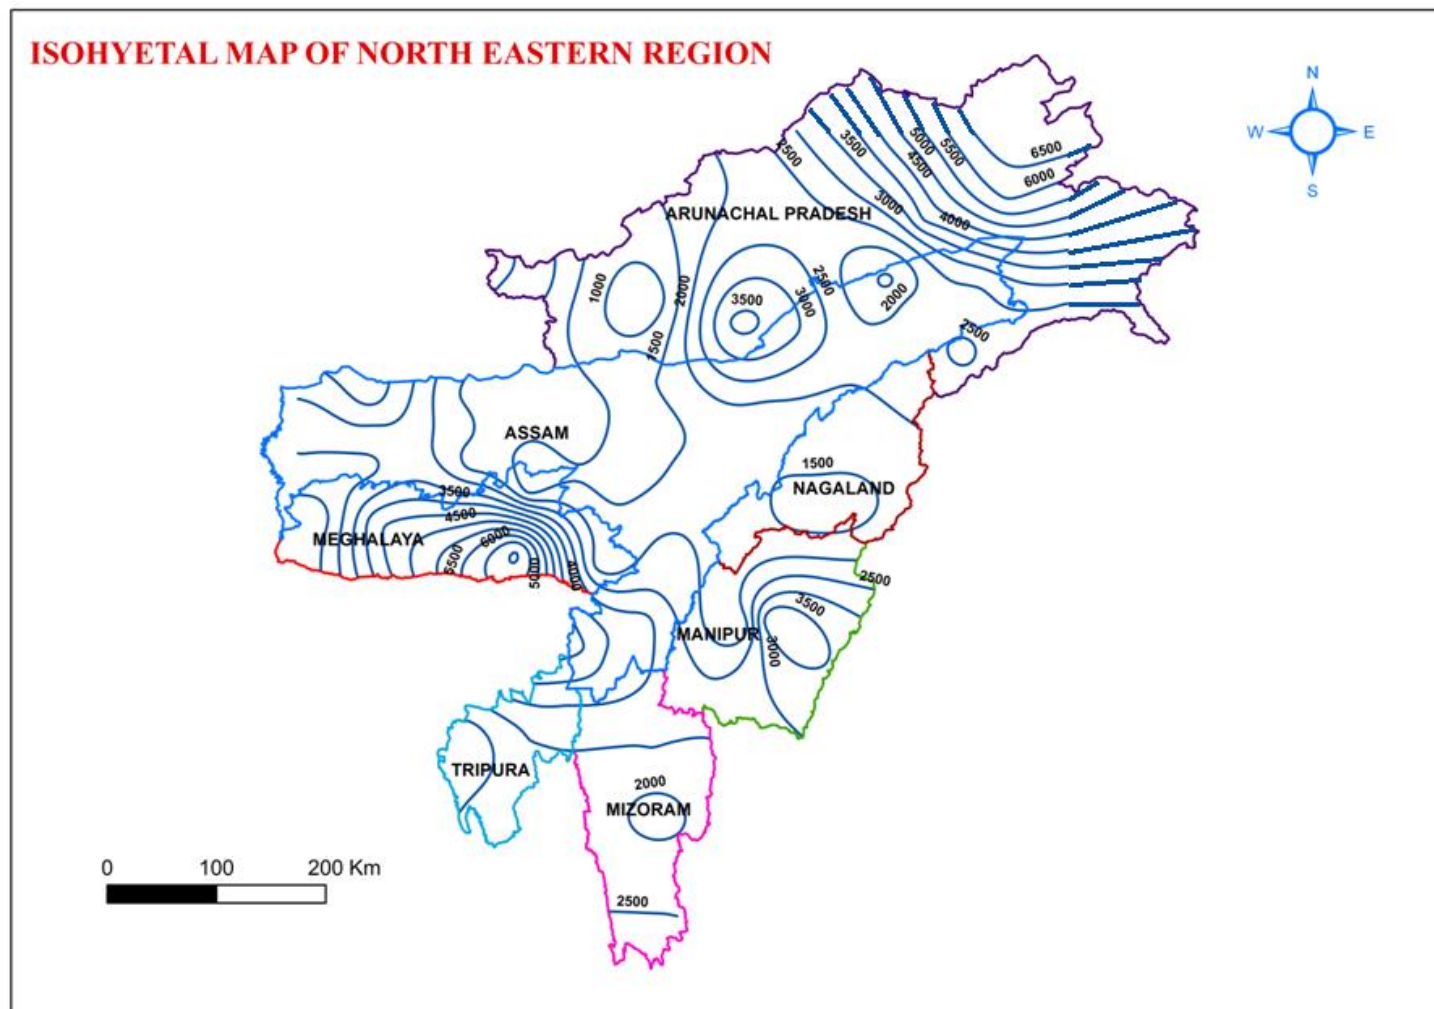 ISOHYETAL MAP OF NORTH EASTERN REGION
N
W E
S
2500
3500
5000
4500
5500
6500
6000
3000
4000
ARUNACHAL PRADESH
1000
2000
1500
3500
3000
2500
2000
2500
ASSAM
1500
NAGALAND
3500
4500
6000
MEGHALAYA
5500
5000
4000
2500
3500
3000
MANIPUR
TRIPURA
2000
MIZORAM
2500
0 100 200 Km